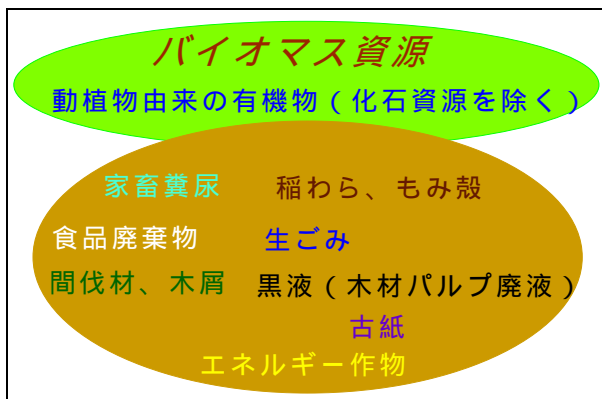 バイオマス資源
動植物由来の有機物（化石資源を除く）
家畜糞尿
稲わら、もみ殻
食品廃棄物
生ごみ
間伐材、木屑
黒液（木材パルプ廃液）
古紙
エネルギー作物